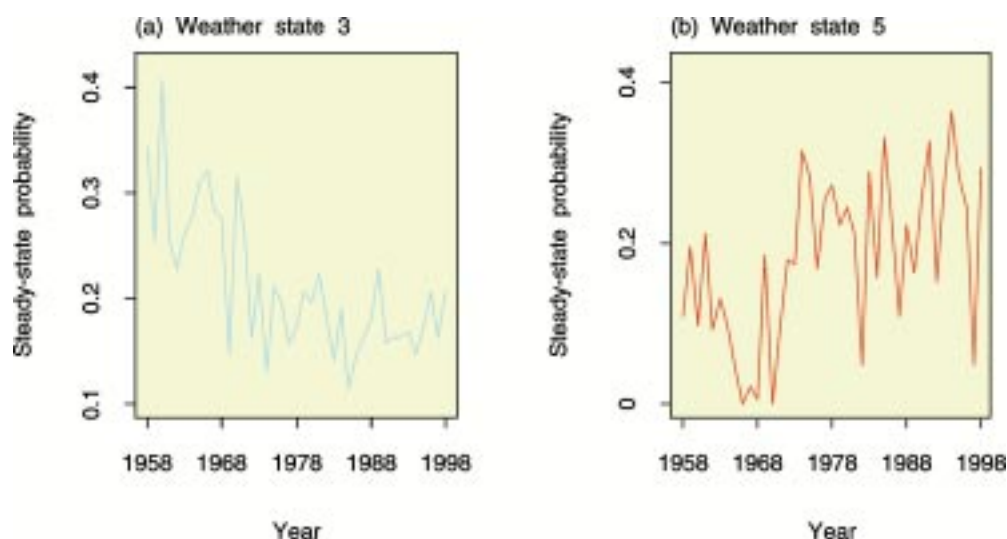 (a) Weather state 3
Steady-state probability
0.4
0.3
0.2
0.1
1958 1968 1978 1988 1998
Year
(b) Weather state 5
Steady-state probability
0.4
0.2
0
1958 1968 1978 1988 1998
Year